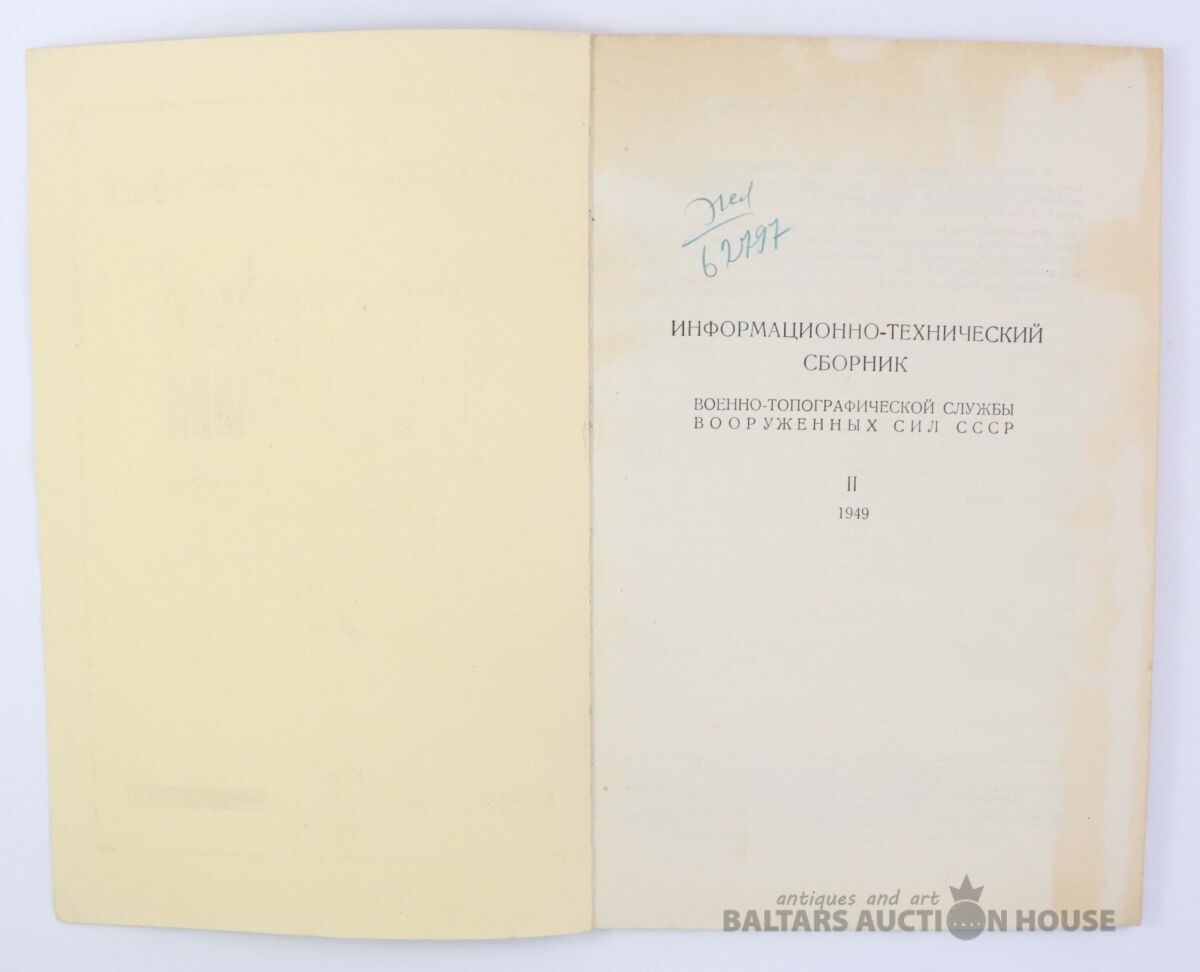 62797
ИНФОРМАЦИОННО-ТЕХНИЧЕСКИЙ
СБОРНИК
ВОЕННО-ТОПОГРАФИЧЕСКОЙ СЛУЖБЫ
ВООРУЖЕННЫХ СИЛ СССР
II
1949
antiques and art
BALTARS AUCTION HOUSE